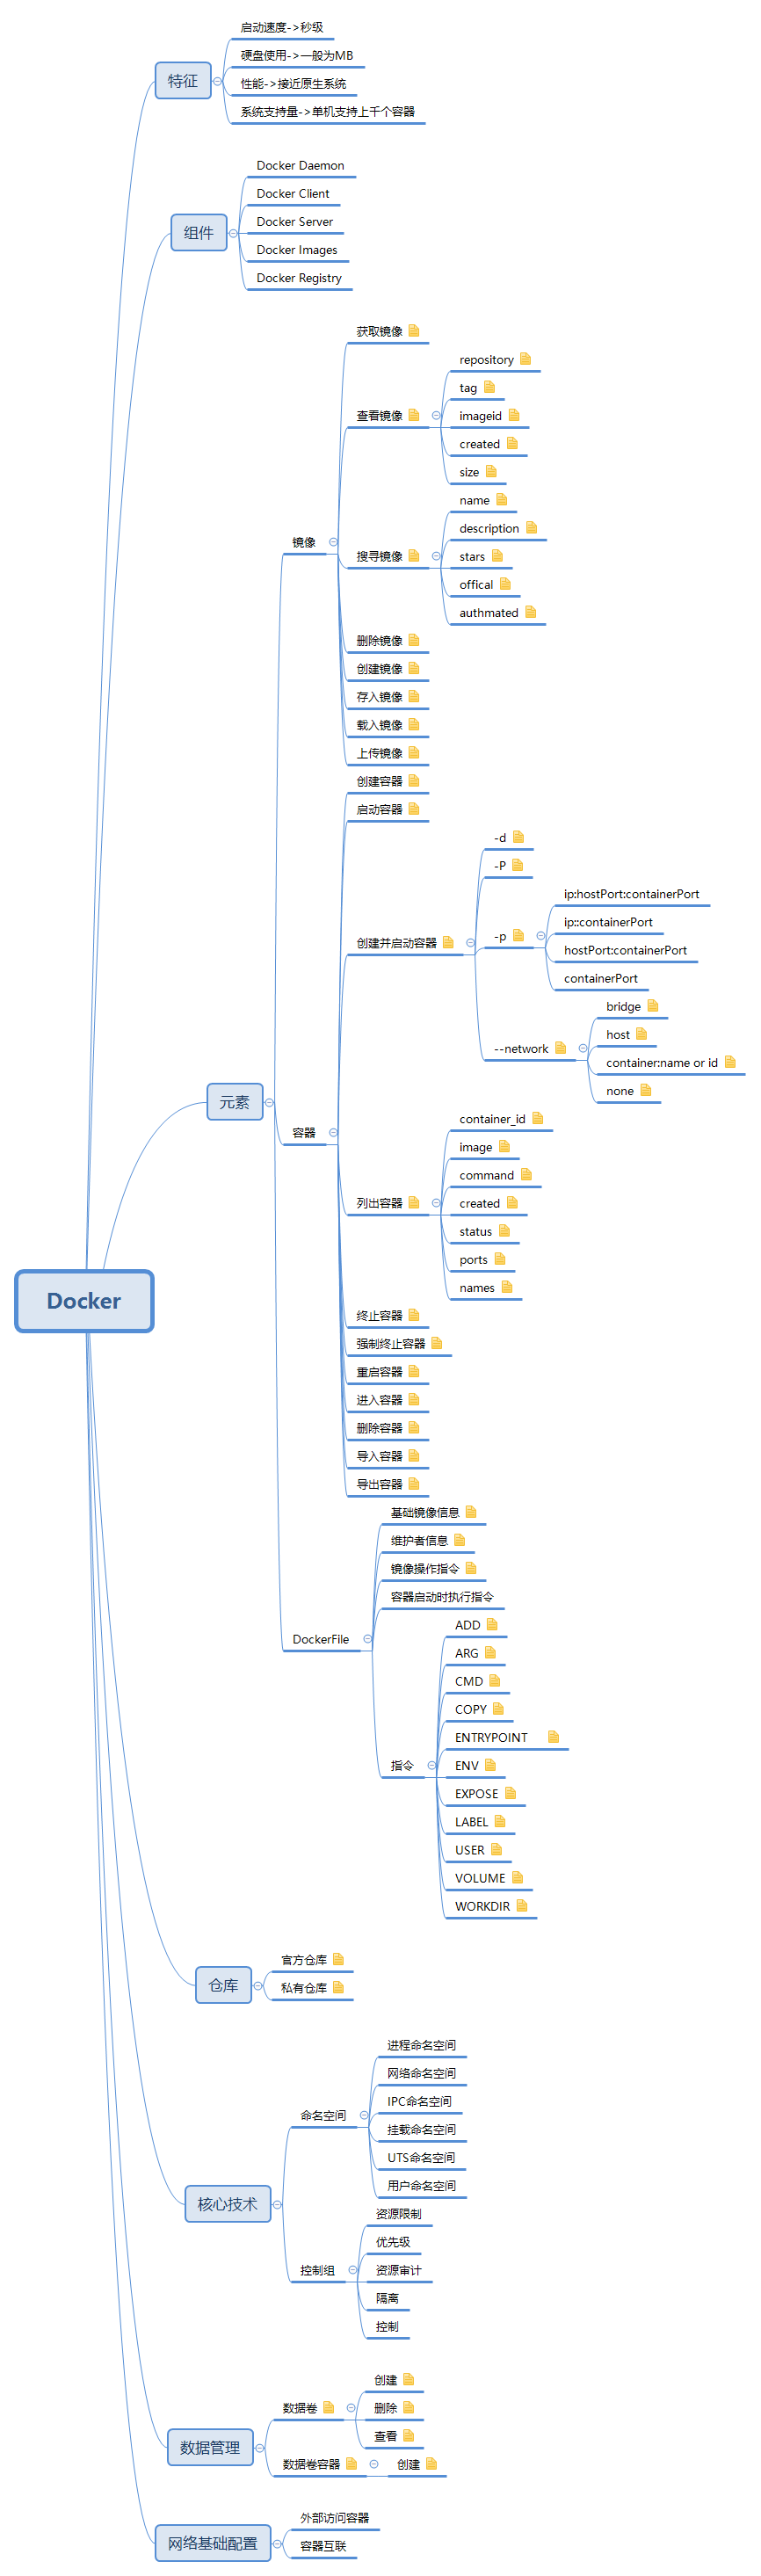 启动速度->秒级
硬盘使用->一般为MB
特征
性能->接近原生系统
系统支持量->单机支持上千个容器
Docker Daemon
Docker Client
组件
Docker Server
Docker Images
Docker Registry
获取镜像
repository
tag
查看镜像
imageid
created
size
name
description
镜像
搜寻镜像
stars
offical
authmated
删除镜像
创建镜像
存入镜像
载入镜像
上传镜像
创建容器
启动容器
-d
-P
创建并启动容器
-p
ip:hostPort:containerPort
ip::containerPort
hostPort:containerPort
containerPort
--network
bridge
host
container:name or id
none
元素
容器
container_id
image
command
列出容器
created
status
ports
names
Docker
终止容器
强制终止容器
重启容器
进入容器
删除容器
导入容器
导出容器
基础镜像信息
维护者信息
镜像操作指令
容器启动时执行指令
DockerFile
ADD
ARG
CMD
COPY
ENTRYPOINT
指令
ENV
EXPOSE
LABEL
USER
VOLUME
WORKDIR
官方仓库
仓库
私有仓库
进程命名空间
网络命名空间
命名空间
IPC命名空间
挂载命名空间
UTS命名空间
用户命名空间
核心技术
资源限制
优先级
控制组
资源审计
隔离
控制
创建
数据卷
删除
查看
数据管理
数据卷容器
创建
外部访问容器
网络基础配置
容器互联